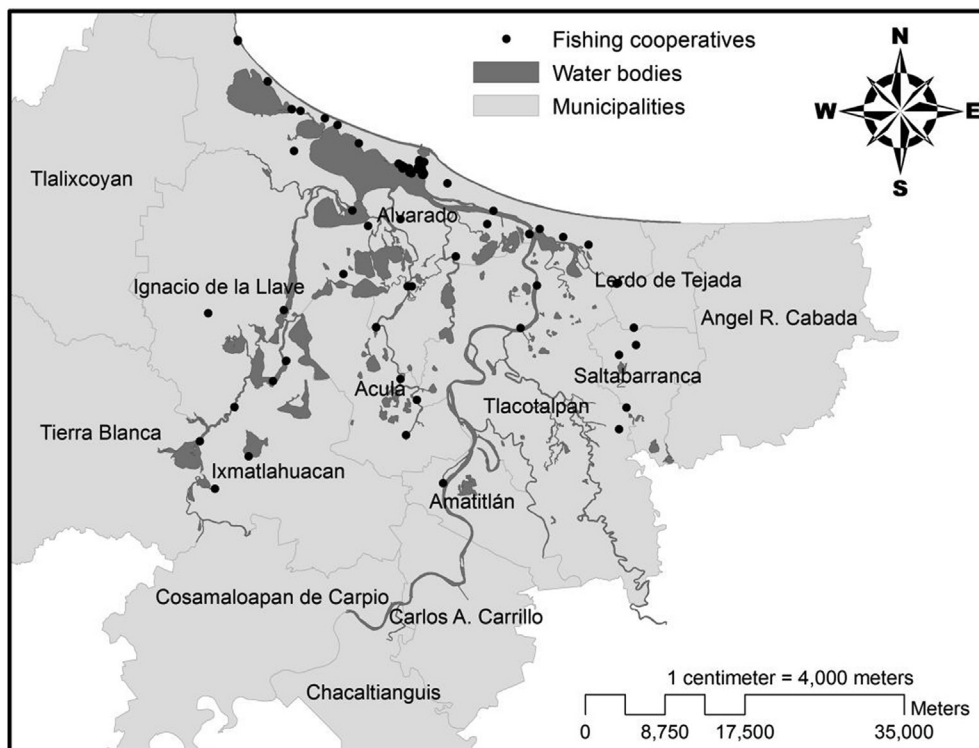 Fishing cooperatives
Water bodies
Municipalities
N
W
E
S
Tlalixcoyan
Alvarado
Ignacio de la Llave
Lerdo de Tejada
Angel R. Cabada
Saltabarranca
Acula
Tlacotalpan
Tierra Blanca
Ixmatlahuacan
Amatitlán
Cosamaloapan de Carpio
Carlos A. Carrillo
Chacaltianguis
1 centimeter = 4,000 meters
Meters
0 8,750 17,500 35,000